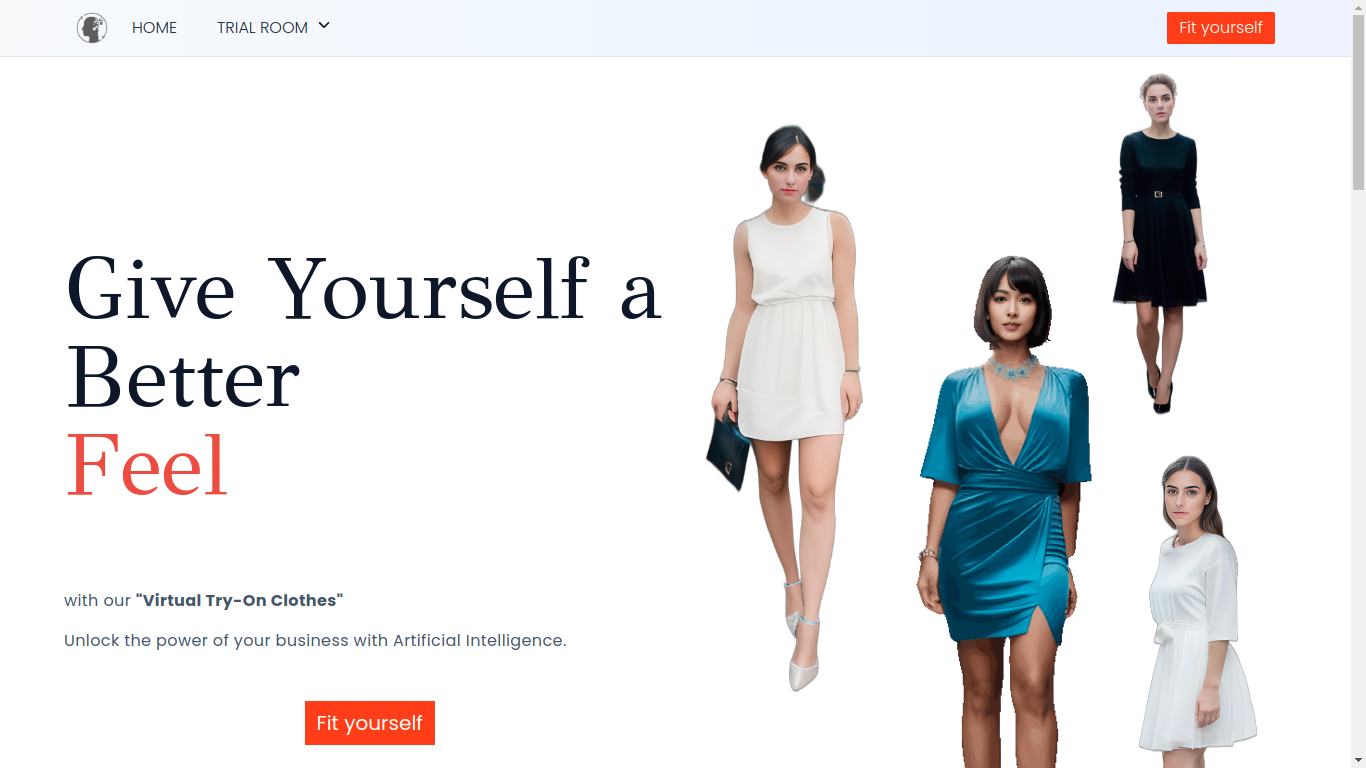 HOME
TRIAL ROOM
Fit yourself
Give Yourself a
Better
Feel
with our "Virtual Try-On Clothes"
Unlock the power of your business with Artificial Intelligence.
Fit yourself